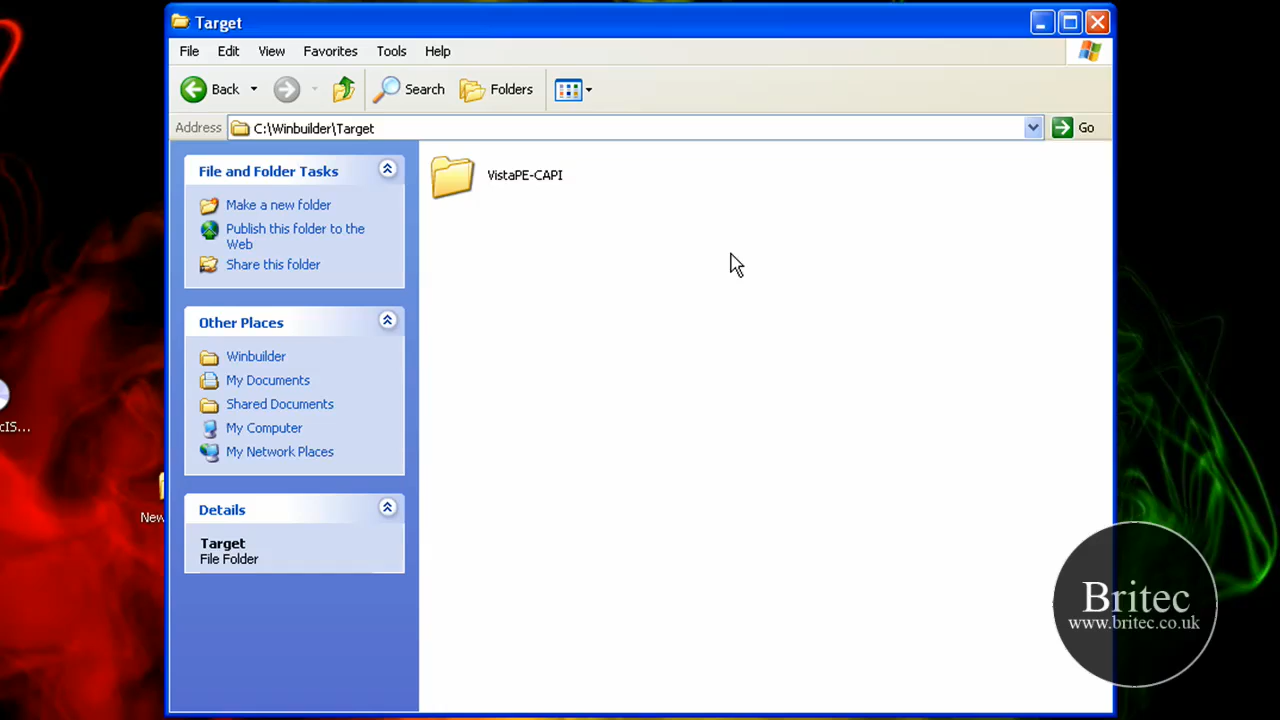 Target
File Edit View Favorites Tools Help
Back Search Folders
Address C:\Winbuilder\Target Go
File and Folder Tasks
Make a new folder
Publish this folder to the
Web
Share this folder
Other Places
Winbuilder
My Documents
Shared Documents
My Computer
My Network Places
Details
Target
File Folder
VistaPE-CAPI
cIS...
New
Britec
www.britec.co.uk